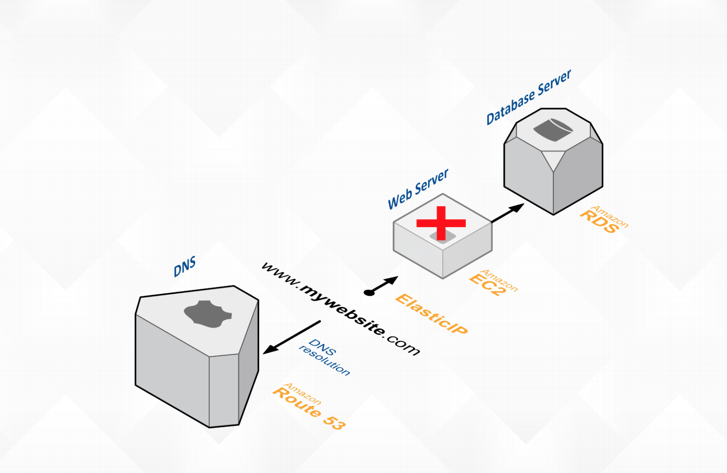 Database Server
Amazon
RDS
Web Server
Amazon
EC2
ElasticIP
www.mywebsite.com
DNS
DNS
resolution
Amazon
Route 53